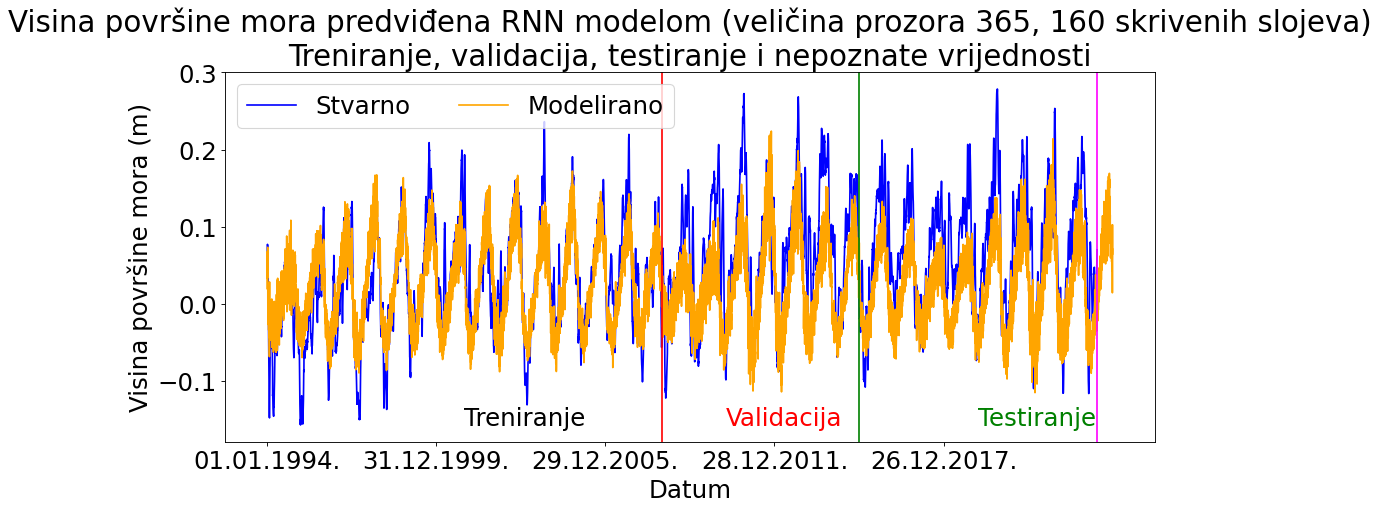 Visina površine mora predviđena RNN modelom (veličina prozora 365, 160 skrivenih slojeva)
Treniranje, validacija, testiranje i nepoznate vrijednosti
Stvarno Modelirano
Visina površine mora (m)
0.3
0.2
0.1
0.0
−0.1
Treniranje Validacija Testiranje
01.01.1994. 31.12.1999. 29.12.2005. 28.12.2011. 26.12.2017.
Datum